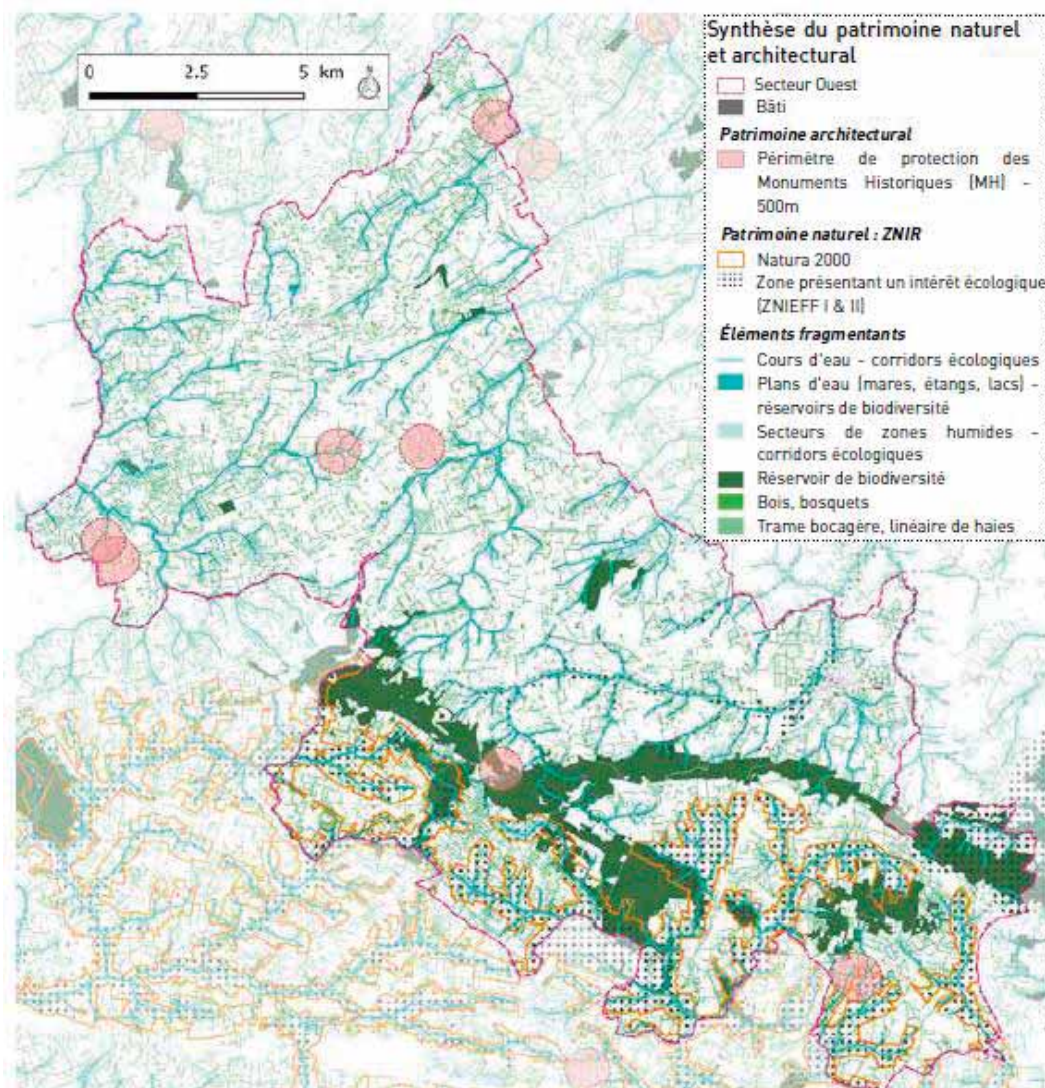 0 2.5 5 km
N
Synthèse du patrimoine naturel
et architectural
Secteur Ouest
Bâti
Patrimoine architectural
Périmètre de protection des
Monuments Historiques (MH) -
500m
Patrimoine naturel : ZNIR
Natura 2000
Zone présentant un intérêt écologique
(ZNIEFF I & II)
Éléments fragmentants
Cours d'eau - corridors écologiques
Plans d'eau (mares, étangs, lacs) -
réservoirs de biodiversité
Secteurs de zones humides -
corridors écologiques
Réservoir de biodiversité
Bois, bosquets
Trame bocagère, linéaire de haies